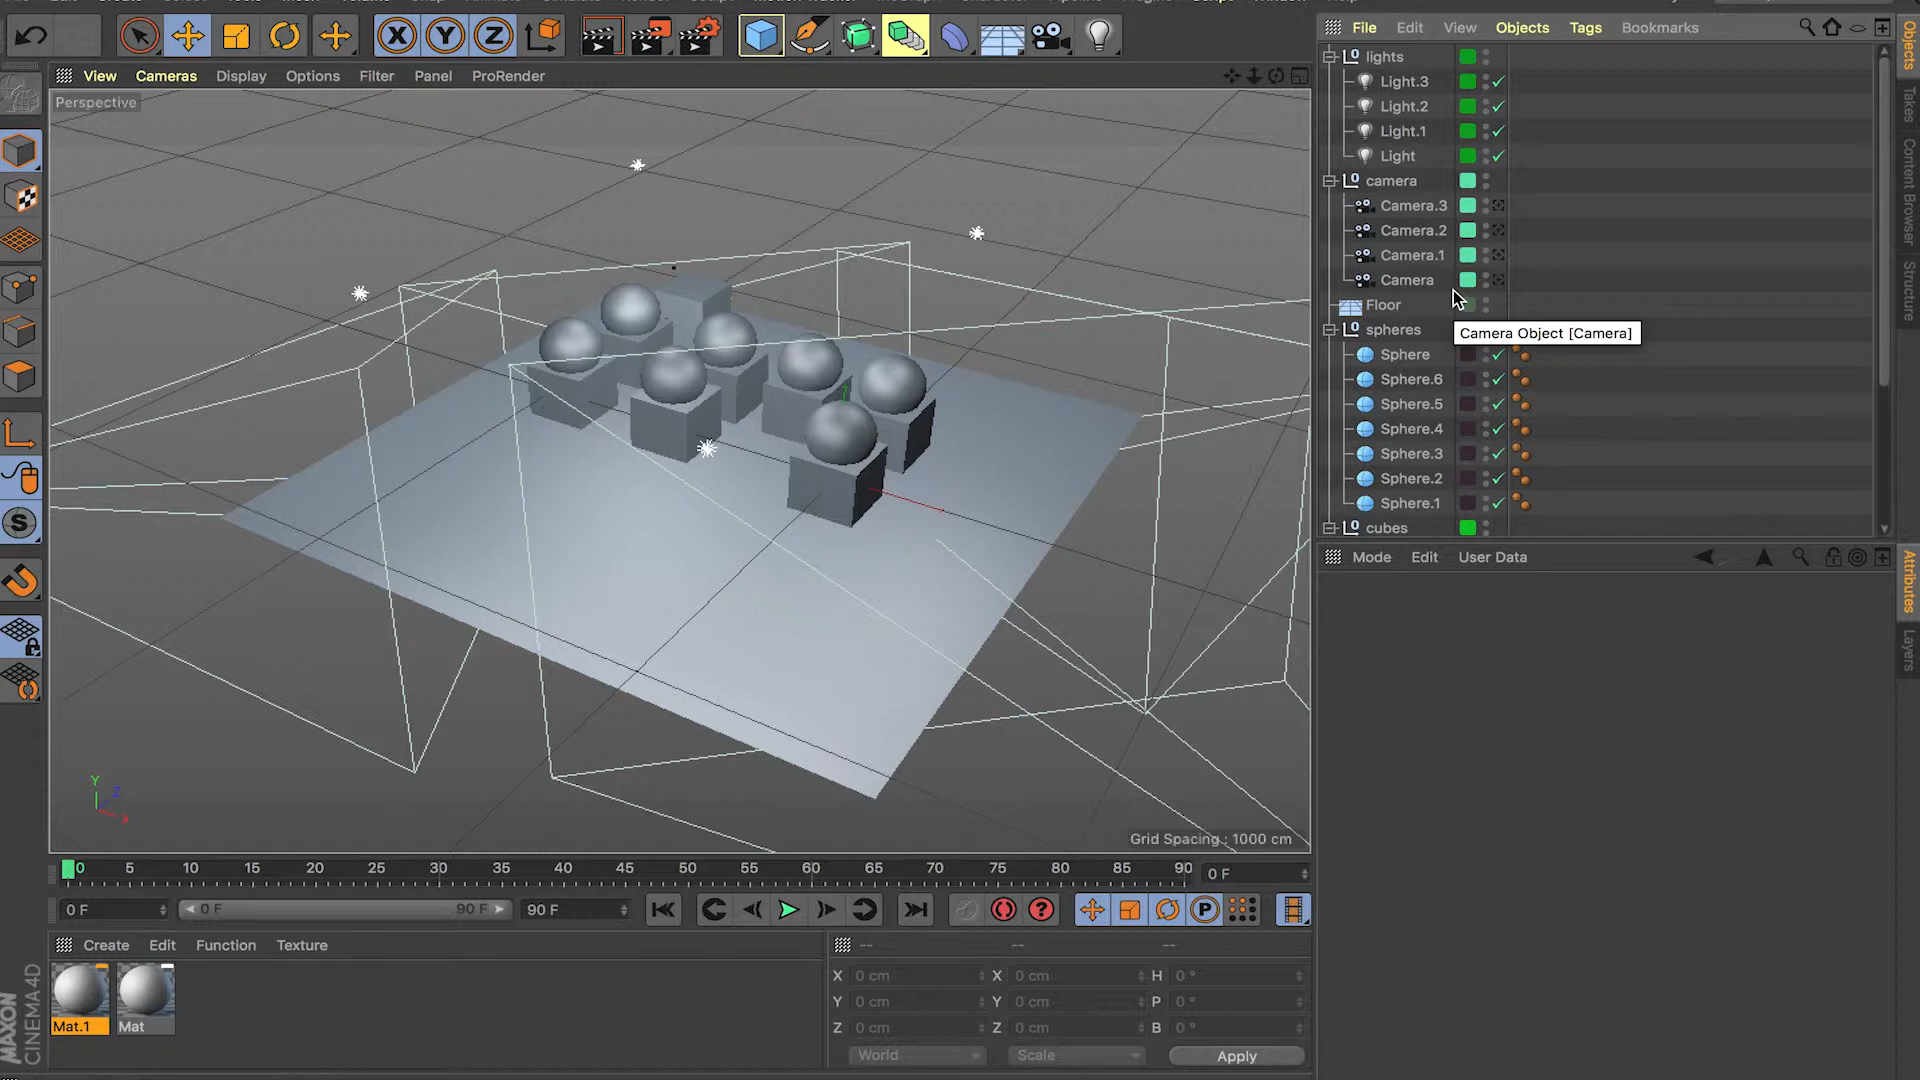 File Edit View Objects Tags Bookmarks
View Cameras Display Options Filter Panel ProRender
Perspective
X Y Z
lights
Light.3
Light.2
Light.1
Light
camera
Camera.3
Camera.2
Camera.1
Camera
Floor
Camera Object [Camera]
spheres
Sphere
Sphere.6
Sphere.5
Sphere.4
Sphere.3
Sphere.2
Sphere.1
cubes
Objects
Takes
Content Browser
Structure
Mode Edit User Data
Attributes
Layers
S
Y
Z
X
Grid Spacing : 1000 cm
0 5 10 15 20 25 30 35 40 45 50 55 60 65 70 75 80 85 90 0 F
0 F 0 F 90 F 90 F
P
Create Edit Function Texture
Mat.1 Mat
-- -- --
X 0 cm X 0 cm H 0 °
Y 0 cm Y 0 cm P 0 °
Z 0 cm Z 0 cm B 0 °
World Scale Apply
MAXON
CINEMA4D